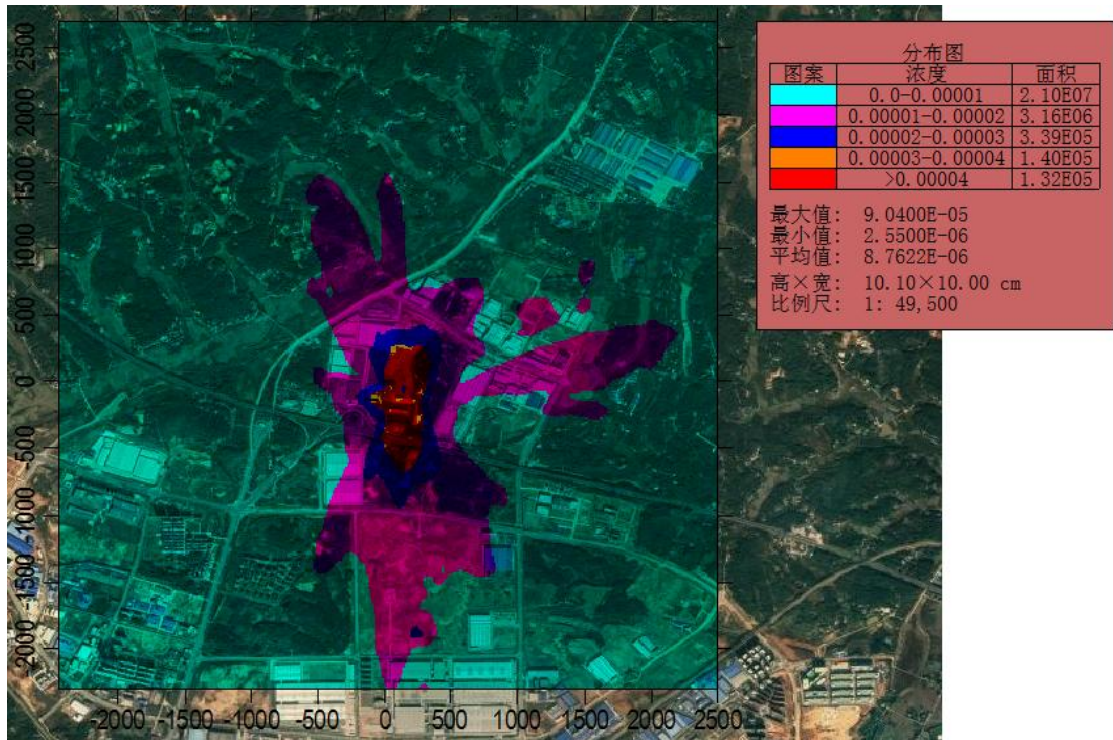 分布图
图案 浓度 面积
0.0-0.00001 2.10E07
0.00001-0.00002 3.16E06
0.00002-0.00003 3.39E05
0.00003-0.00004 1.40E05
>0.00004 1.32E05
最大值: 9.0400E-05
最小值: 2.5500E-06
平均值: 8.7622E-06
高×宽: 10.10×10.00 cm
比例尺: 1: 49,500
2500
2000
1500
1000
500
0
-500
-1000
-1500
-2000
-2000 -1500 -1000 -500 0 500 1000 1500 2000 2500